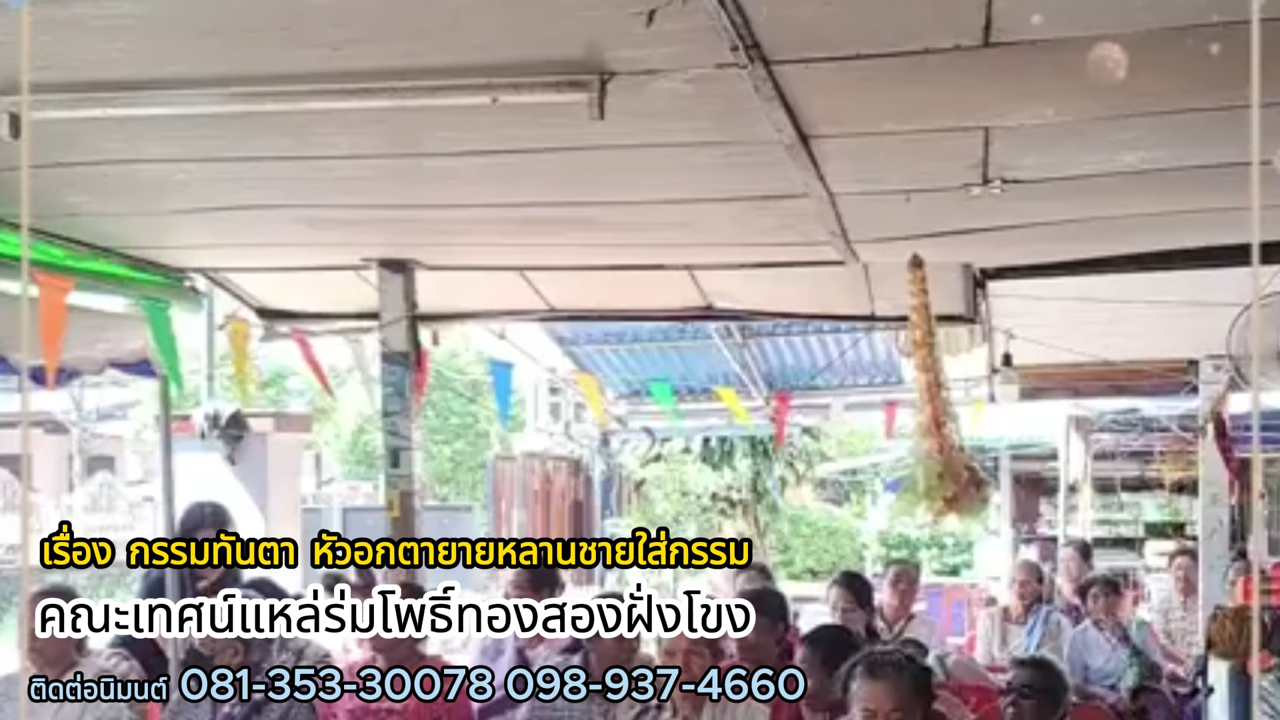 เรื่อง กรรมทันตา หัวอกตายายหลานชายใส่กรรม
คณะเทศน์แหล่ร่มโพธิ์ทองสองฝั่งโขง
ติดต่อนิมนต์ 081-353-30078 098-937-4660